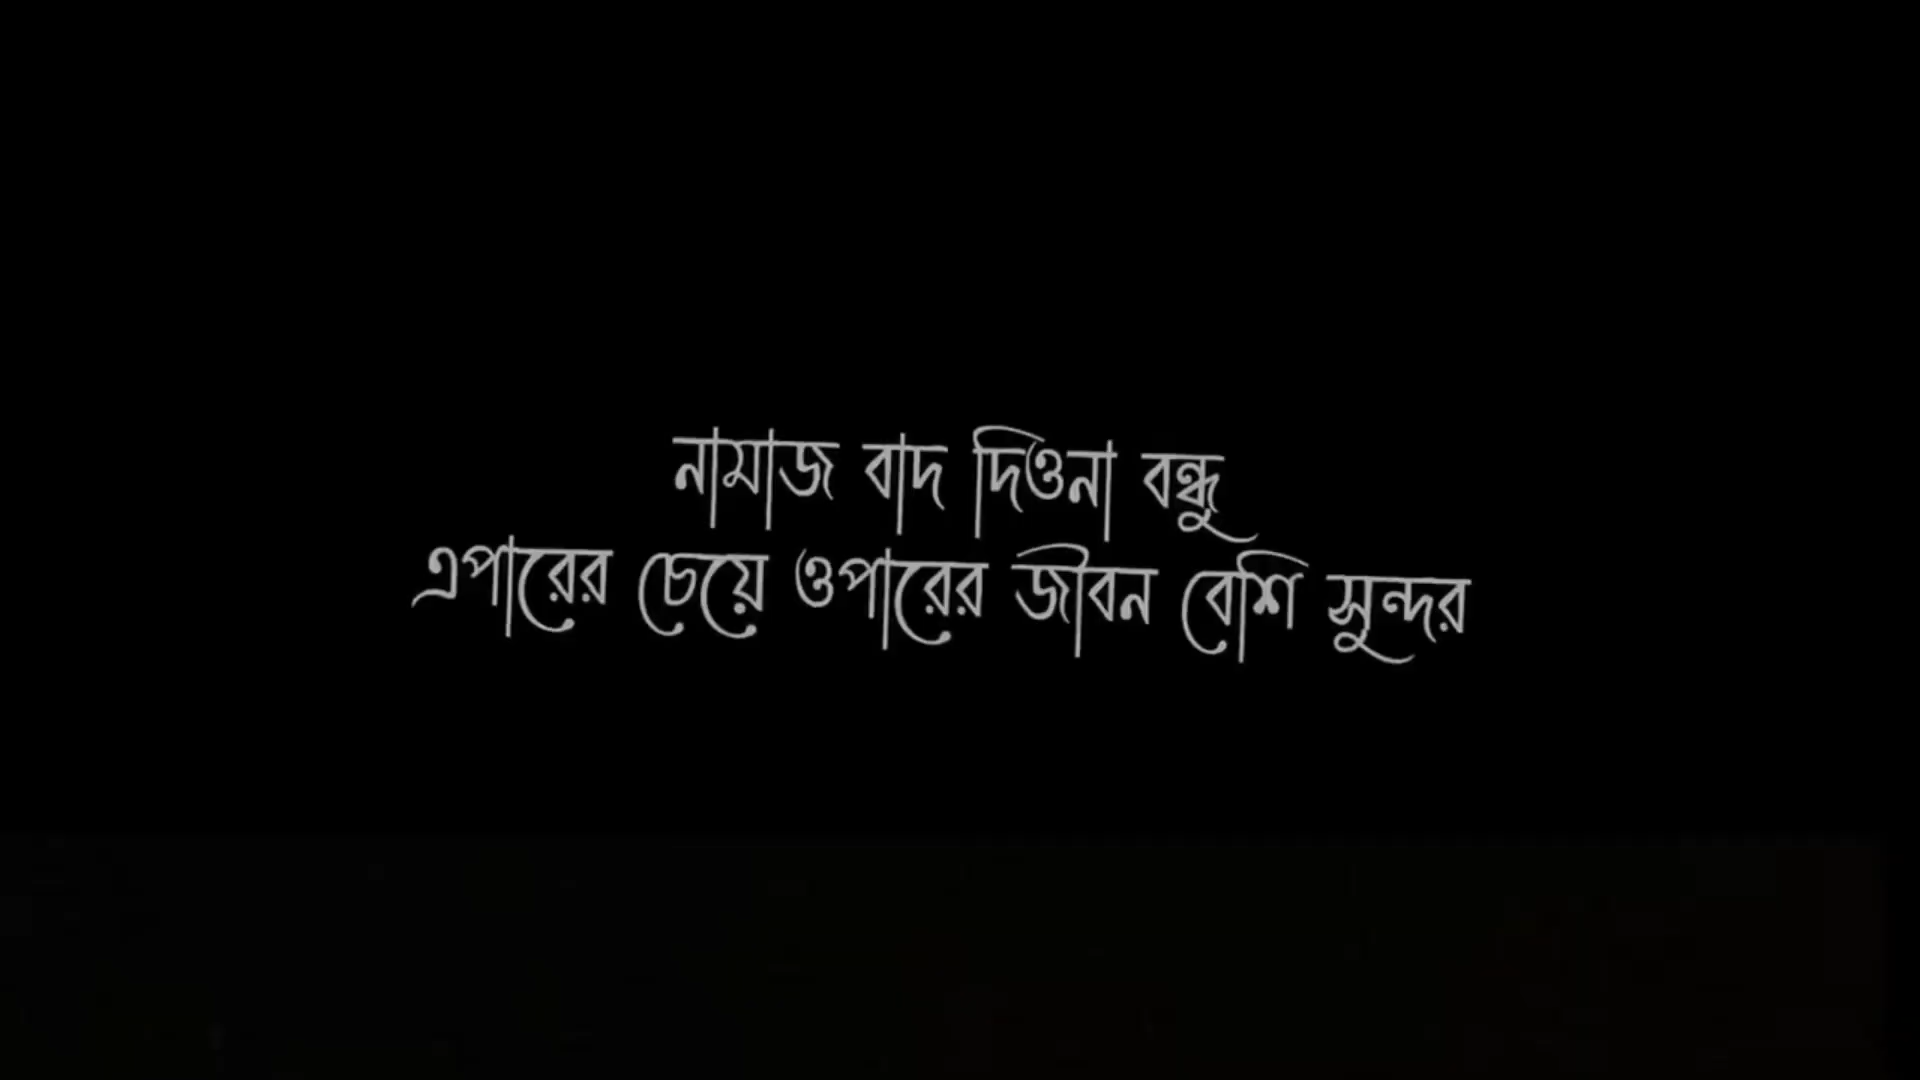 নামাজ বাদ দিওনা বন্ধু
এপারের চেয়ে ওপারের জীবন বেশি সুন্দর